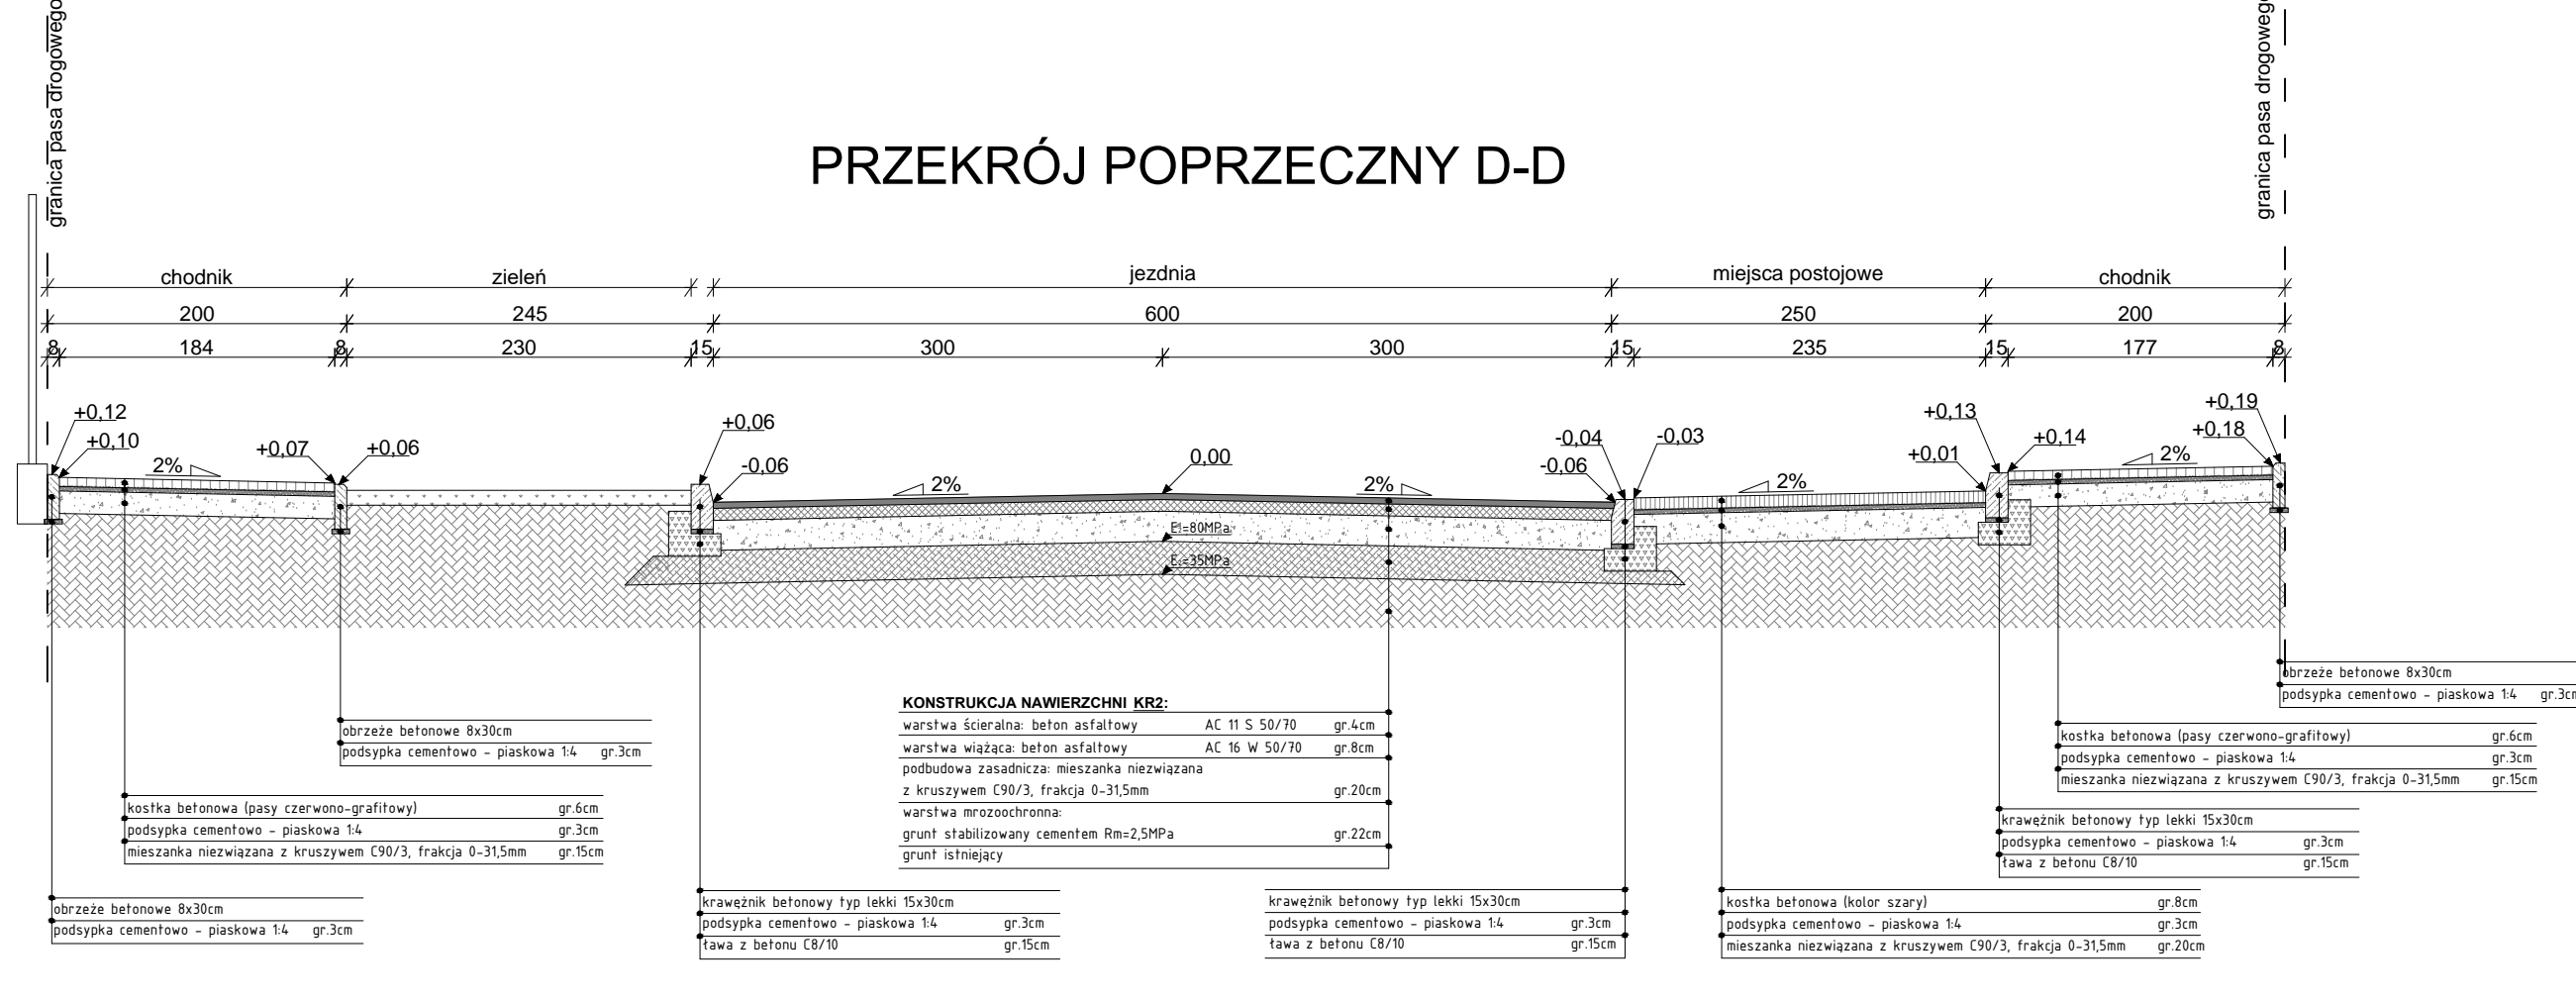 granica pasa drogowego
granica pasa drogowego
PRZEKRÓJ POPRZECZNY D-D
chodnik zieleń jezdnia miejsca postojowe chodnik
200 245 600 250 200
8 184 8 230 15 300 300 15 235 15 177 8
+0,12
+0,10
2%
+0,07
+0,06
+0,06
-0,06
2%
0,00
2%
-0,04
-0,06
-0,03
2%
+0,13
+0,01
+0,14
2%
+0,19
+0,18
E₂=80MPa
E₂=35MPa
obrzeże betonowe 8x30cm
podsypka cementowo - piaskowa 1:4 gr.3cm
kostka betonowa (pasy czerwono-grafitowy) gr.6cm
podsypka cementowo - piaskowa 1:4 gr.3cm
mieszanka niezwiązana z kruszywem C90/3, frakcja 0-31,5mm gr.15cm
obrzeże betonowe 8x30cm
podsypka cementowo - piaskowa 1:4 gr.3cm
KONSTRUKCJA NAWIERZCHNI KR2:
warstwa ścieralna: beton asfaltowy AC 11 S 50/70 gr.4cm
warstwa wiążąca: beton asfaltowy AC 16 W 50/70 gr.8cm
podbudowa zasadnicza: mieszanka niezwiązana
z kruszywem C90/3, frakcja 0-31,5mm gr.20cm
warstwa mrozoochronna:
grunt stabilizowany cementem Rm=2,5MPa gr.22cm
grunt istniejący
krawężnik betonowy typ lekki 15x30cm
podsypka cementowo - piaskowa 1:4 gr.3cm
ława z betonu C8/10 gr.15cm
krawężnik betonowy typ lekki 15x30cm
podsypka cementowo - piaskowa 1:4 gr.3cm
ława z betonu C8/10 gr.15cm
kostka betonowa (kolor szary) gr.8cm
podsypka cementowo - piaskowa 1:4 gr.3cm
mieszanka niezwiązana z kruszywem C90/3, frakcja 0-31,5mm gr.20cm
krawężnik betonowy typ lekki 15x30cm
podsypka cementowo - piaskowa 1:4 gr.3cm
ława z betonu C8/10 gr.15cm
kostka betonowa (pasy czerwono-grafitowy) gr.6cm
podsypka cementowo - piaskowa 1:4 gr.3cm
mieszanka niezwiązana z kruszywem C90/3, frakcja 0-31,5mm gr.15cm
obrzeże betonowe 8x30cm
podsypka cementowo - piaskowa 1:4 gr.3cm